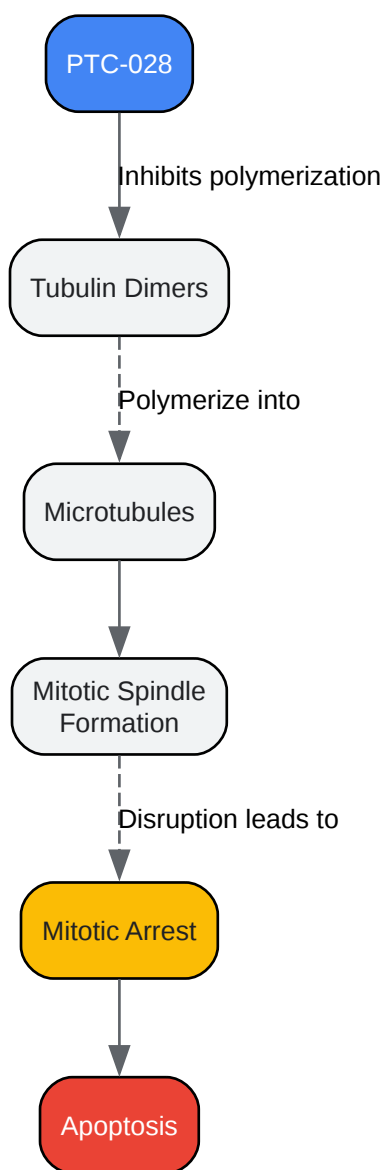 PTC-028
Inhibits polymerization
Tubulin Dimers
Polymerize into
Microtubules
Mitotic Spindle
Formation
Disruption leads to
Mitotic Arrest
Apoptosis